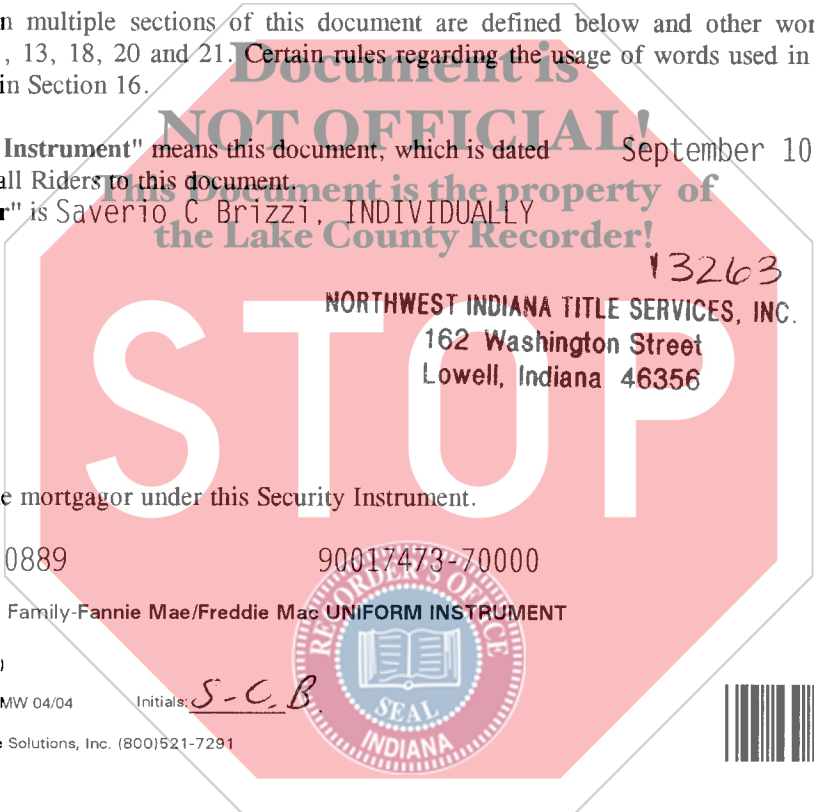 n multiple sections of this document are defined below and other wor
, 13, 18, 20 and 21. Certain rules regarding the usage of words used in
in Section 16.
Document is
NOT OFFICIAL!
This Document is the property of
the Lake County Recorder!
Instrument" means this document, which is dated September 10
all Riders to this document.
r" is Saverio C Brizzi, INDIVIDUALLY
13263
NORTHWEST INDIANA TITLE SERVICES, INC.
162 Washington Street
Lowell, Indiana 46356
STOP
e mortgagor under this Security Instrument.
0889 90017473-70000
Family-Fannie Mae/Freddie Mac UNIFORM INSTRUMENT
)
MW 04/04 Initials: S-C.B.
e Solutions, Inc. (800)521-7291
RECORDER'S OFFICE
SEAL
INDIANA